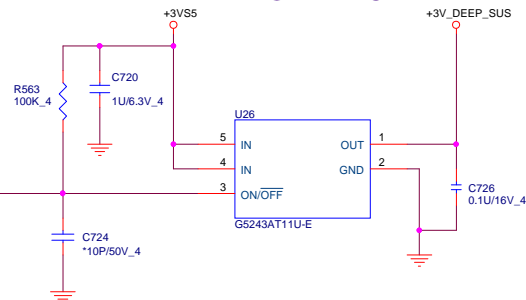 +3VS5
+3V_DEEP_SUS
C720
1U/6.3V_4
R563
100K_4
U26
5 IN
OUT 1
4 IN
GND 2
3 ON/OFF
G5243AT11U-E
C726
0.1U/16V_4
C724
*10P/50V_4